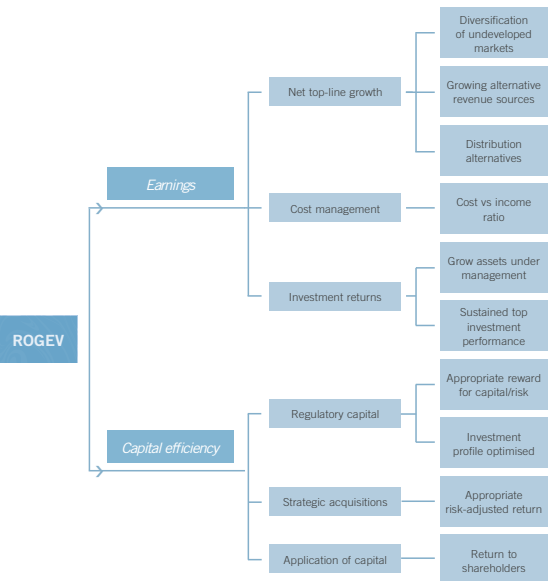 Diversification
of undeveloped
markets
Net top-line growth
Growing alternative
revenue sources
Distribution
alternatives
Earnings
Cost management
Cost vs income
ratio
Grow assets under
management
Investment returns
Sustained top
investment
performance
ROGEV
Appropriate reward
for capital/risk
Regulatory capital
Investment
profile optimised
Capital efficiency
Strategic acquisitions
Appropriate
risk-adjusted return
Application of capital
Return to
shareholders